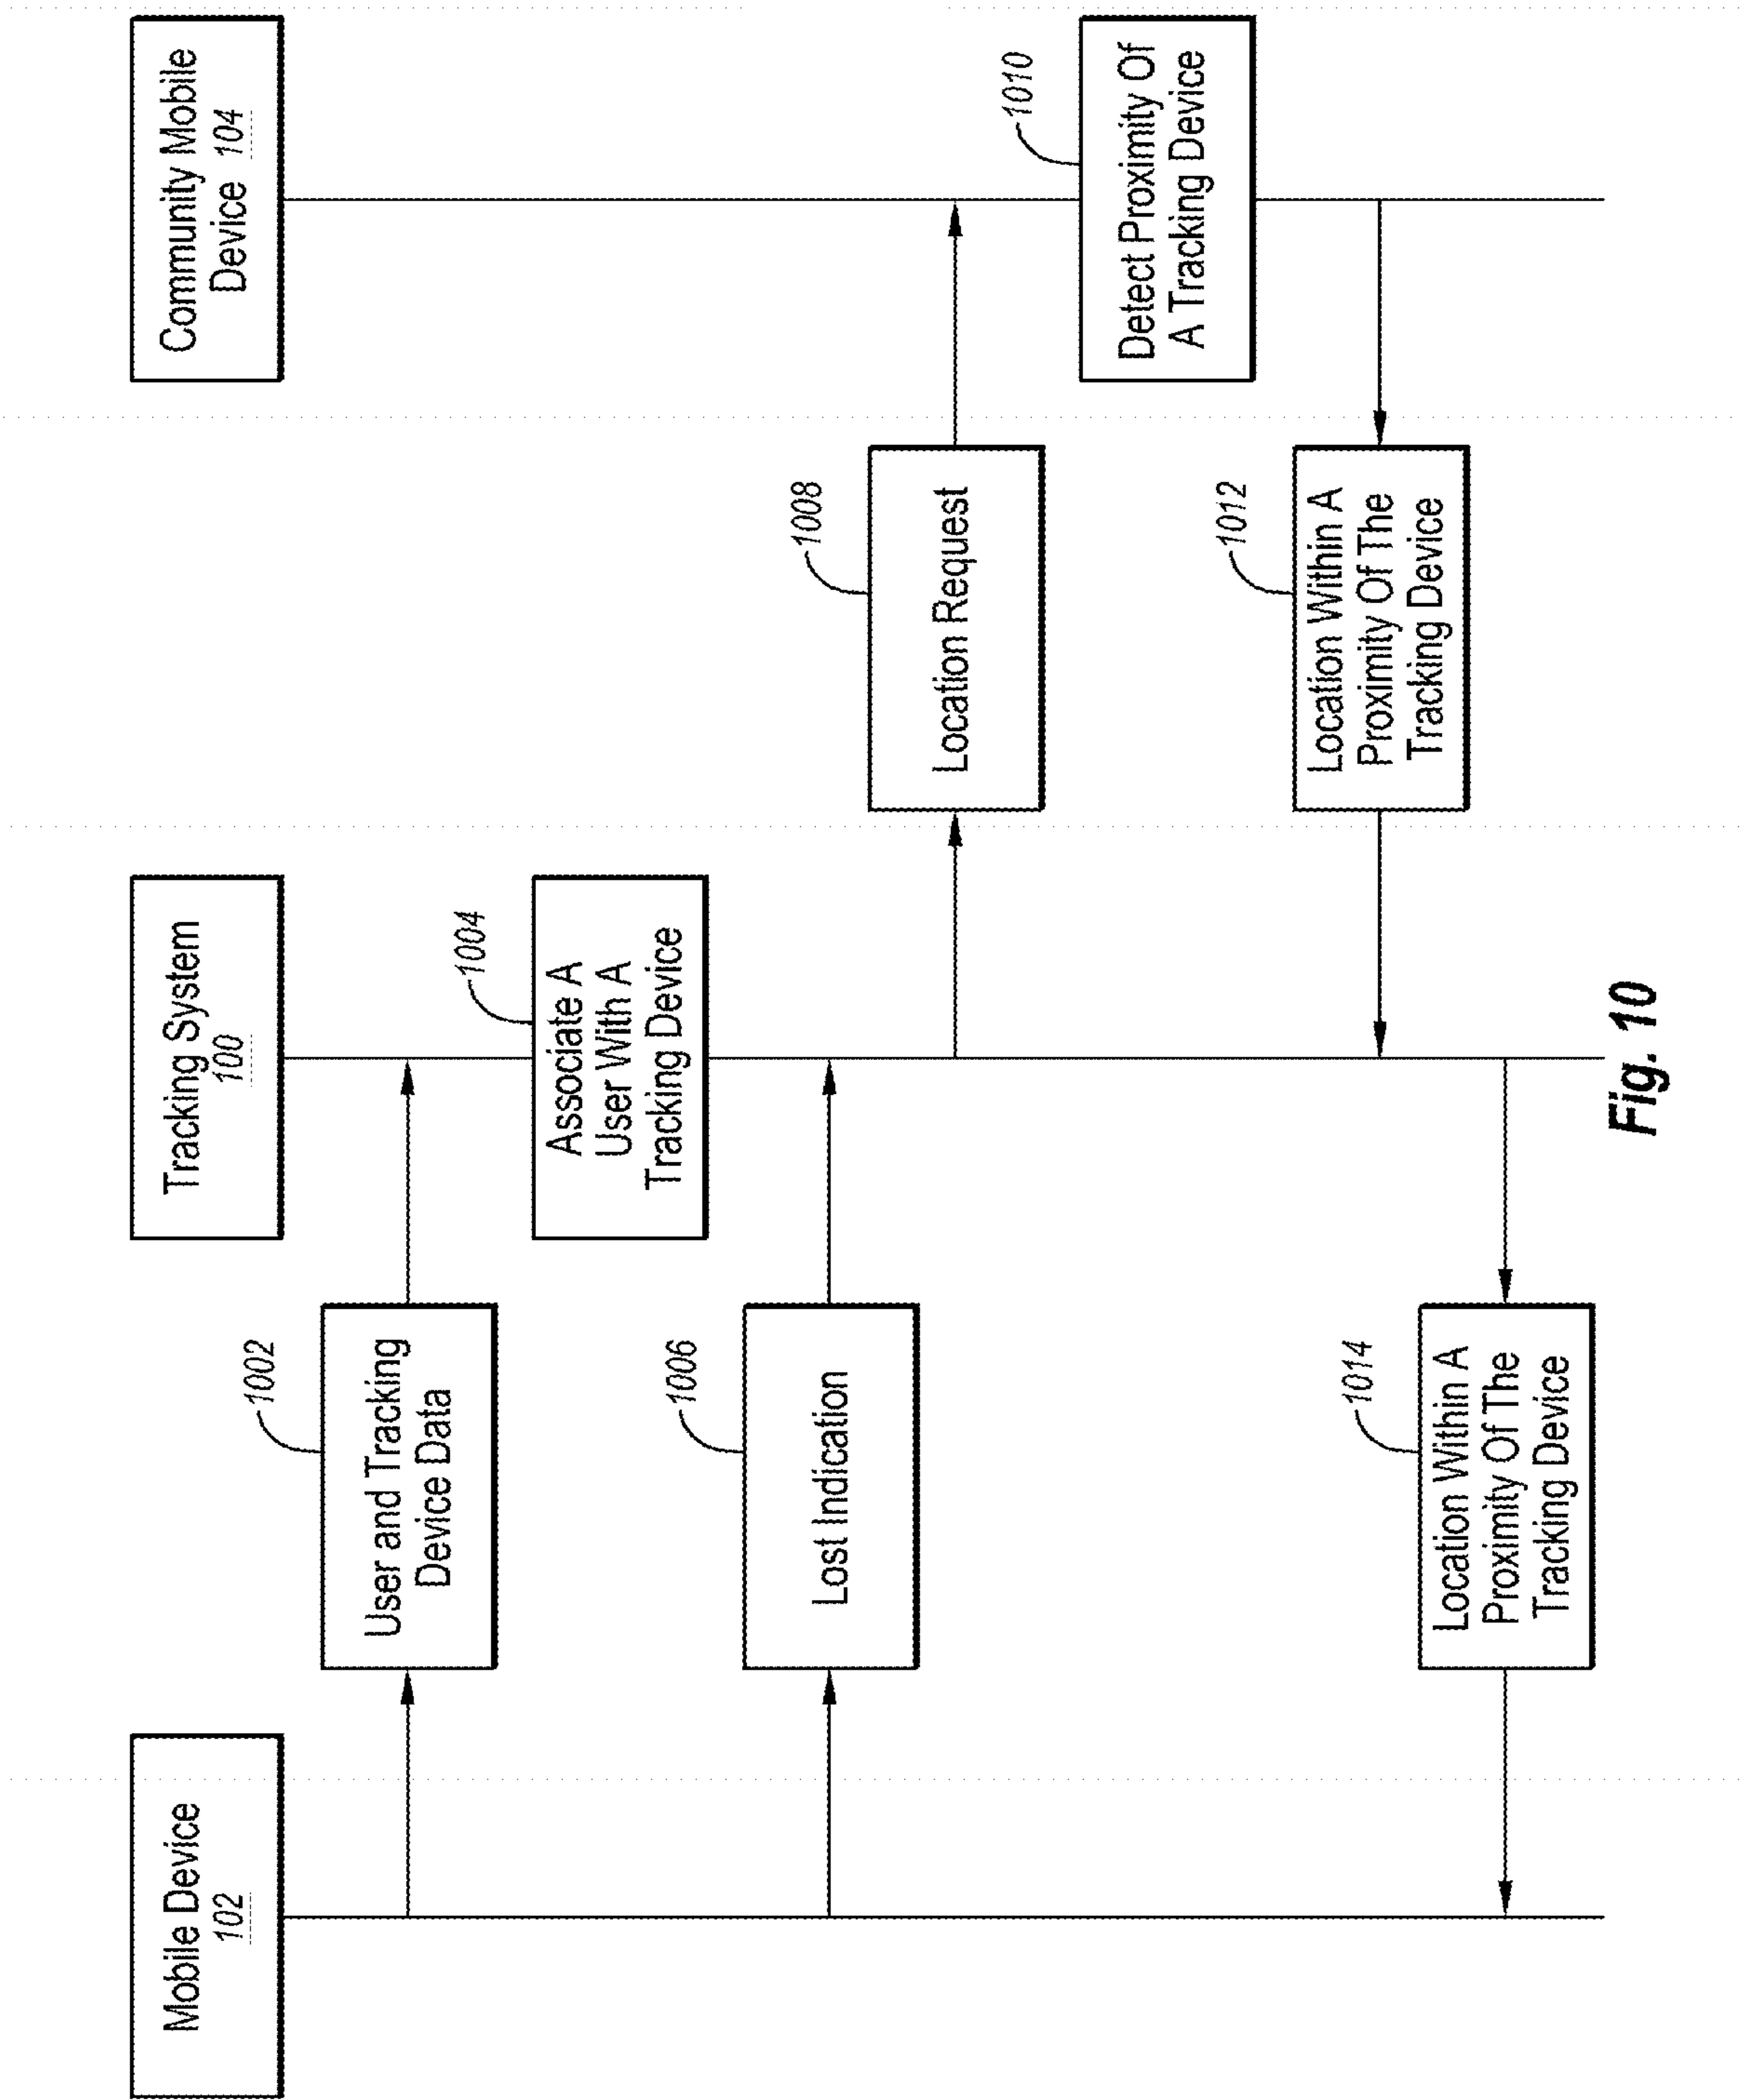 Mobile Device
102
Tracking System
100
Community Mobile
Device 104
1002
User and Tracking
Device Data
1004
Associate A
User With A
Tracking Device
1006
Lost Indication
1008
Location Request
1010
Detect Proximity Of
A Tracking Device
1012
Location Within A
Proximity Of The
Tracking Device
1014
Location Within A
Proximity Of The
Tracking Device
Fig. 10